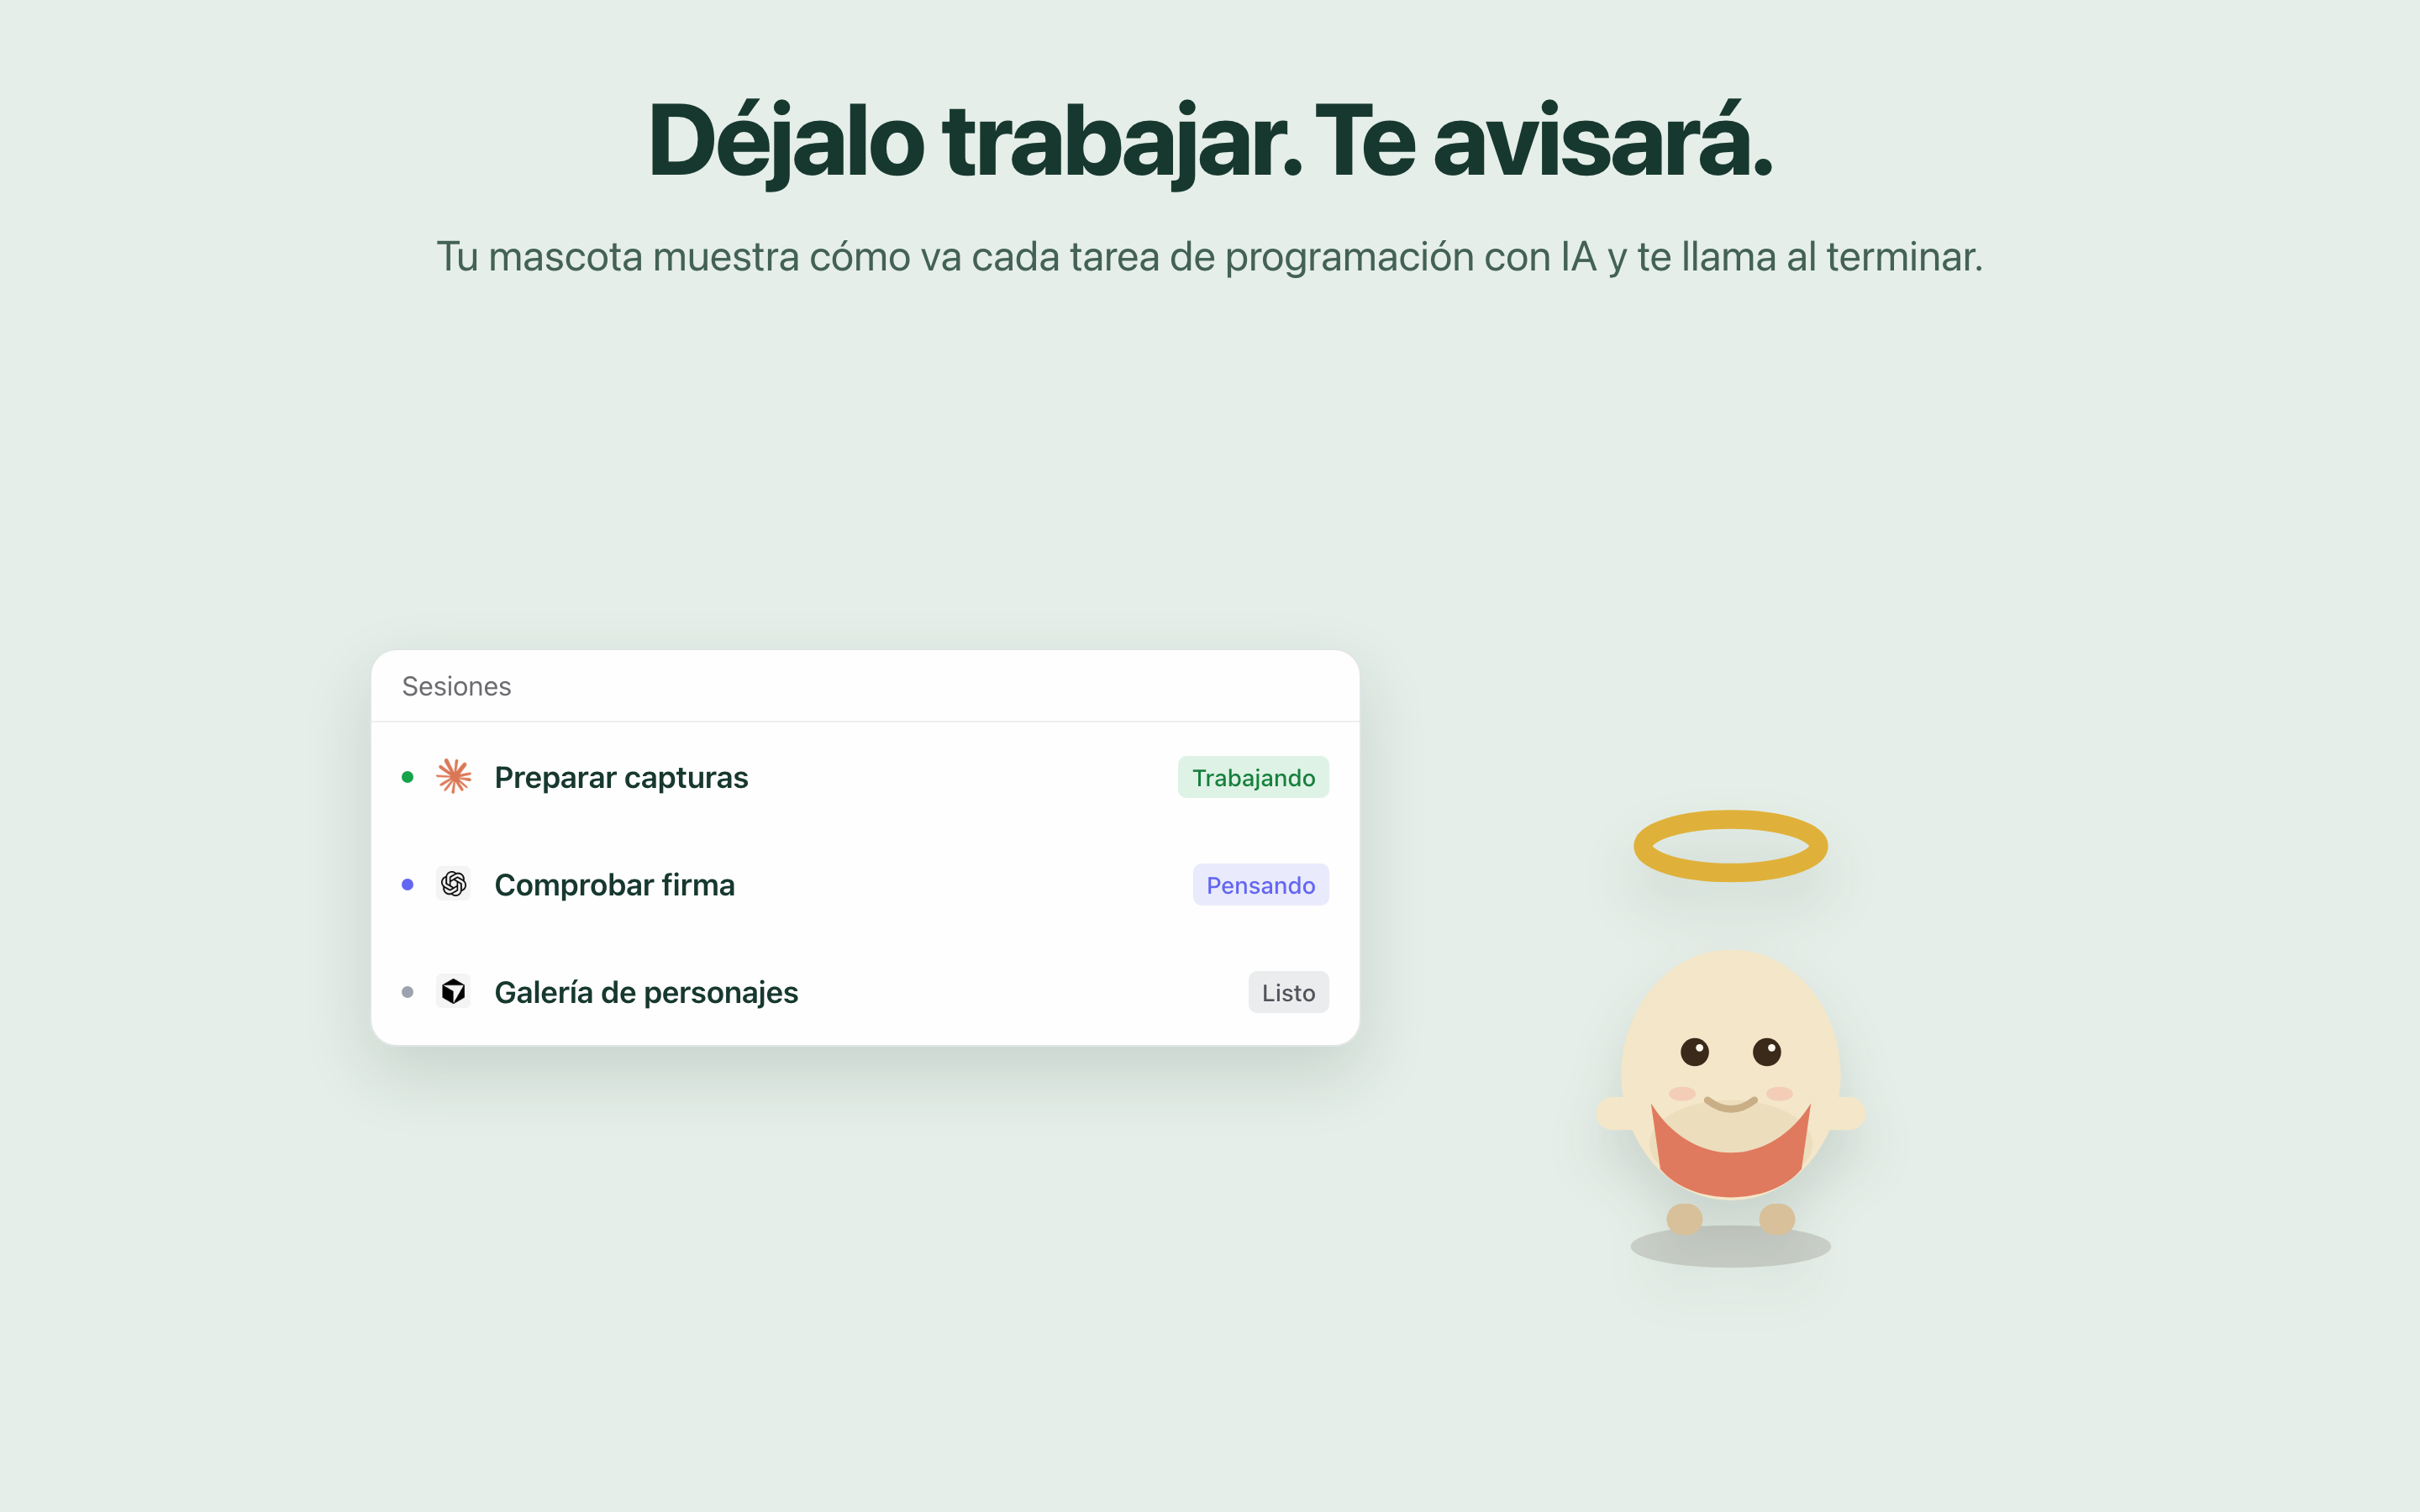 Déjalo trabajar. Te avisará.
Tu mascota muestra cómo va cada tarea de programación con IA y te llama al terminar.
Sesiones
Preparar capturas
Trabajando
Comprobar firma
Pensando
Galería de personajes
Listo